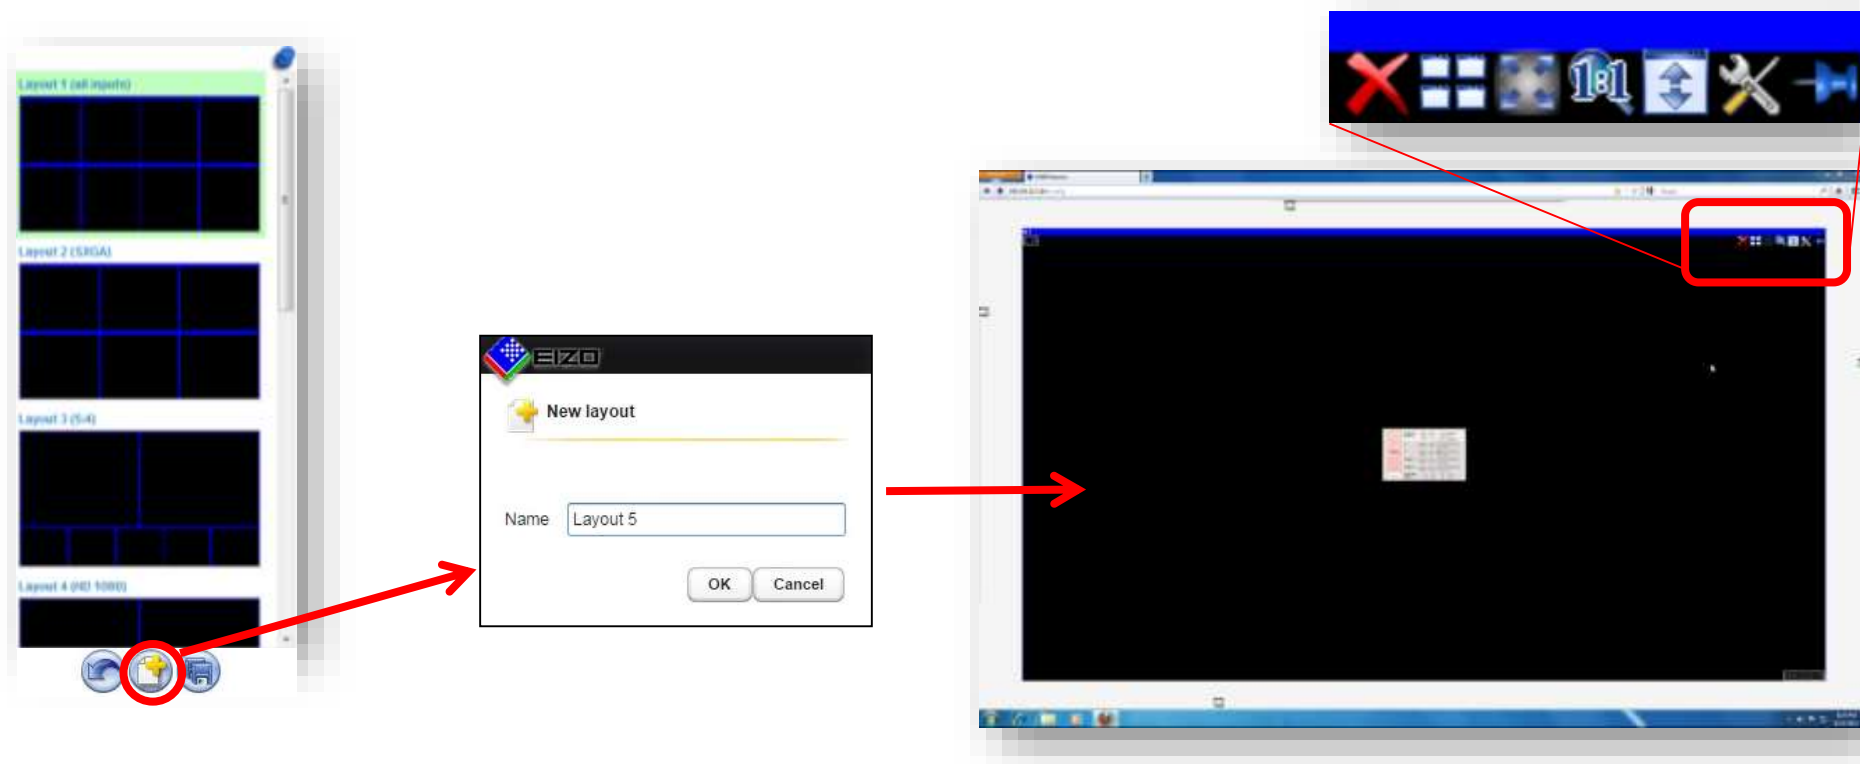 Layout 1 (all inputs)
Layout 2 (SXGA)
Layout 3 (5:4)
Layout 4 (HD 1080)
EIZO
New layout
Name
Layout 5
OK
Cancel
1:1